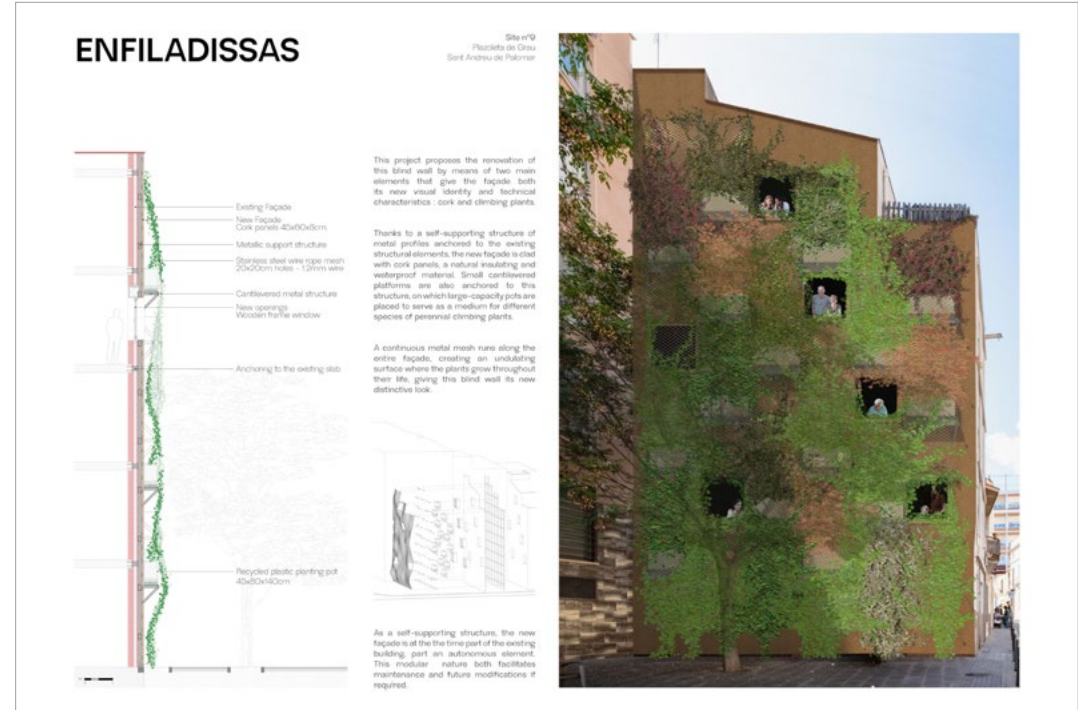 ENFILADISSAS
Site nº9
Plazoleta de Grau
Sant Andreu de Palomar
Existing Façade
New Façade
Cork panels 40x60x6cm
Metallic support structure
Stainless steel wire rope mesh
20x20cm holes - 12mm wire
Cantilevered metal structure
New openings
Wooden frame window
Anchoring to the existing slab
Recycled plastic planting pot
40x80x140cm
This project proposes the renovation of
this blind wall by means of two main
elements that give the façade both
its new visual identity and technical
characteristics : cork and climbing plants.
Thanks to a self-supporting structure of
metal profiles anchored to the existing
structural elements, the new façade is clad
with cork panels, a natural insulating and
waterproof material. Small cantilevered
platforms are also anchored to this
structure, on which large-capacity pots are
placed to serve as a medium for different
species of perennial climbing plants.
A continuous metal mesh runs along the
entire façade, creating an undulating
surface where the plants grow throughout
their life, giving this blind wall its new
distinctive look.
As a self-supporting structure, the new
façade is at the the time part of the existing
building, part an autonomous element.
This modular nature both facilitates
maintenance and future modifications if
required.